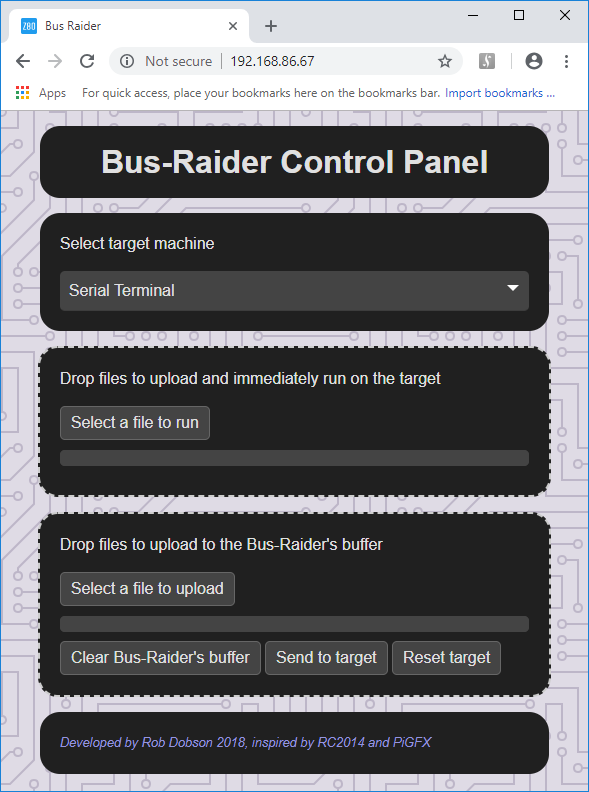 Z80 Bus Raider
Not secure 192.168.86.67
Apps For quick access, place your bookmarks here on the bookmarks bar. Import bookmarks ...
Bus-Raider Control Panel
Select target machine
Serial Terminal
Drop files to upload and immediately run on the target
Select a file to run
Drop files to upload to the Bus-Raider's buffer
Select a file to upload
Clear Bus-Raider's buffer Send to target Reset target
Developed by Rob Dobson 2018, inspired by RC2014 and PiGFX